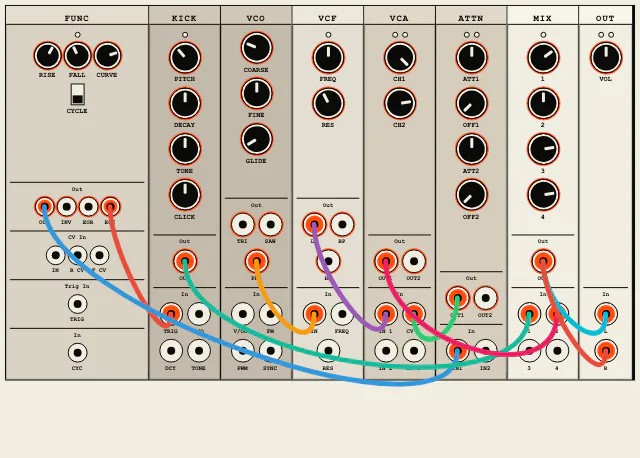 FUNC KICK VCO VCF VCA ATTN MIX OUT
RISE FALL CURVE PITCH COARSE FREQ CH1 ATT1 1 VOL
CYCLE DECAY FINE RES CH2 OFF1 2
TONE GLIDE ATT2 3
CLICK OFF2 4
Out Out Out
INV EOR TRI SAW BP
CV In Out Out Out
IN CV OUT2
Trig In In In In In Out In In
TRIG TRIG V/OCT FM IN FREQ IN 1 OUT1 OUT2
In In
CYC DCY TONE PWM SYNC RES IN2 3 4 R